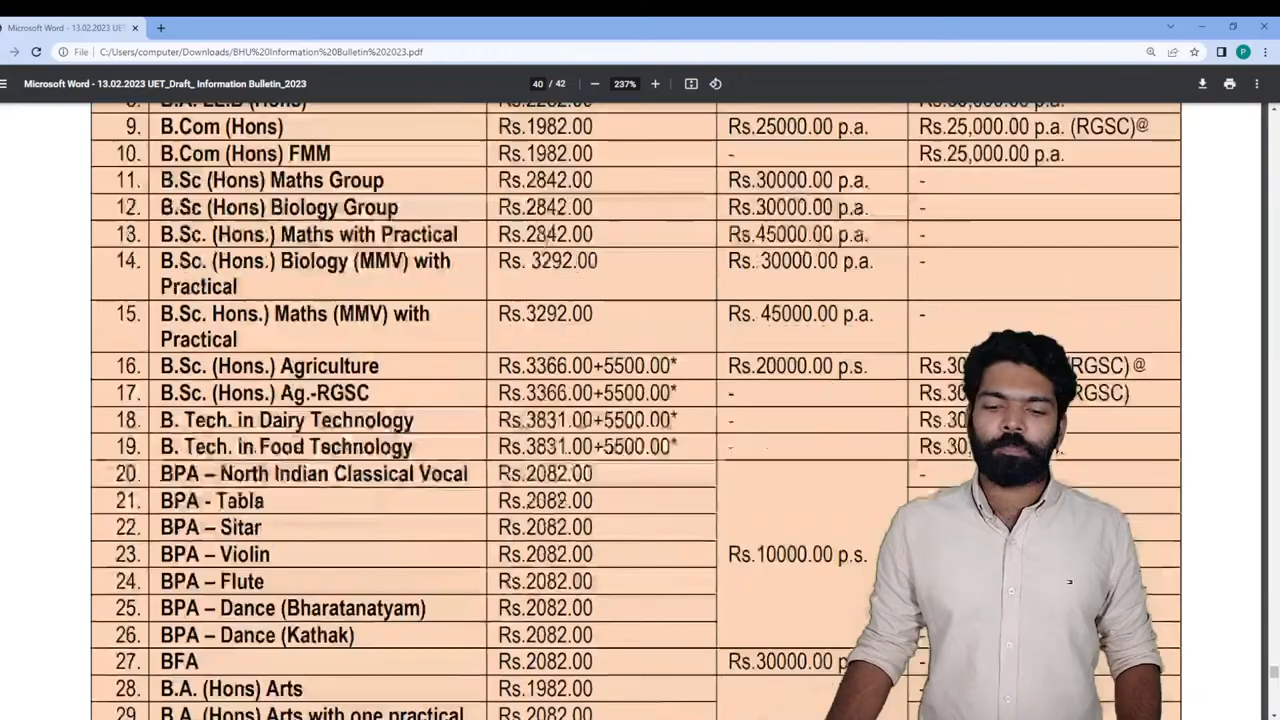 Microsoft Word - 13.02.2023 UET
File C:/Users/computer/Downloads/BHU%20Information%20Bulletin%202023.pdf
P
Microsoft Word - 13.02.2023 UET_Draft_ Information Bulletin_2023
40 / 42
237%
9. B.Com (Hons) Rs.1982.00 Rs.25000.00 p.a. Rs.25,000.00 p.a. (RGSC)@
10. B.Com (Hons) FMM Rs.1982.00 - Rs.25,000.00 p.a.
11. B.Sc (Hons) Maths Group Rs.2842.00 Rs.30000.00 p.a. -
12. B.Sc (Hons) Biology Group Rs.2842.00 Rs.30000.00 p.a. -
13. B.Sc. (Hons.) Maths with Practical Rs.2842.00 Rs.45000.00 p.a. -
14. B.Sc. (Hons.) Biology (MMV) with Rs. 3292.00 Rs. 30000.00 p.a. -
Practical
15. B.Sc. Hons.) Maths (MMV) with Rs.3292.00 Rs. 45000.00 p.a. -
Practical
16. B.Sc. (Hons.) Agriculture Rs.3366.00+5500.00* Rs.20000.00 p.s. (RGSC) @
17. B.Sc. (Hons.) Ag.-RGSC Rs.3366.00+5500.00* -
18. B. Tech. in Dairy Technology Rs.3831.00+5500.00* -
19. B. Tech. in Food Technology Rs.3831.00+5500.00* -
20. BPA – North Indian Classical Vocal Rs.2082.00 -
21. BPA - Tabla Rs.2082.00
22. BPA – Sitar Rs.2082.00
23. BPA – Violin Rs.2082.00 Rs.10000.00 p.s.
24. BPA – Flute Rs.2082.00
25. BPA – Dance (Bharatanatyam) Rs.2082.00
26. BPA – Dance (Kathak) Rs.2082.00
27. BFA Rs.2082.00 Rs.30000.00 p
28. B.A. (Hons) Arts Rs.1982.00
29. B.A. (Hons) Arts with one practical Rs.2082.00